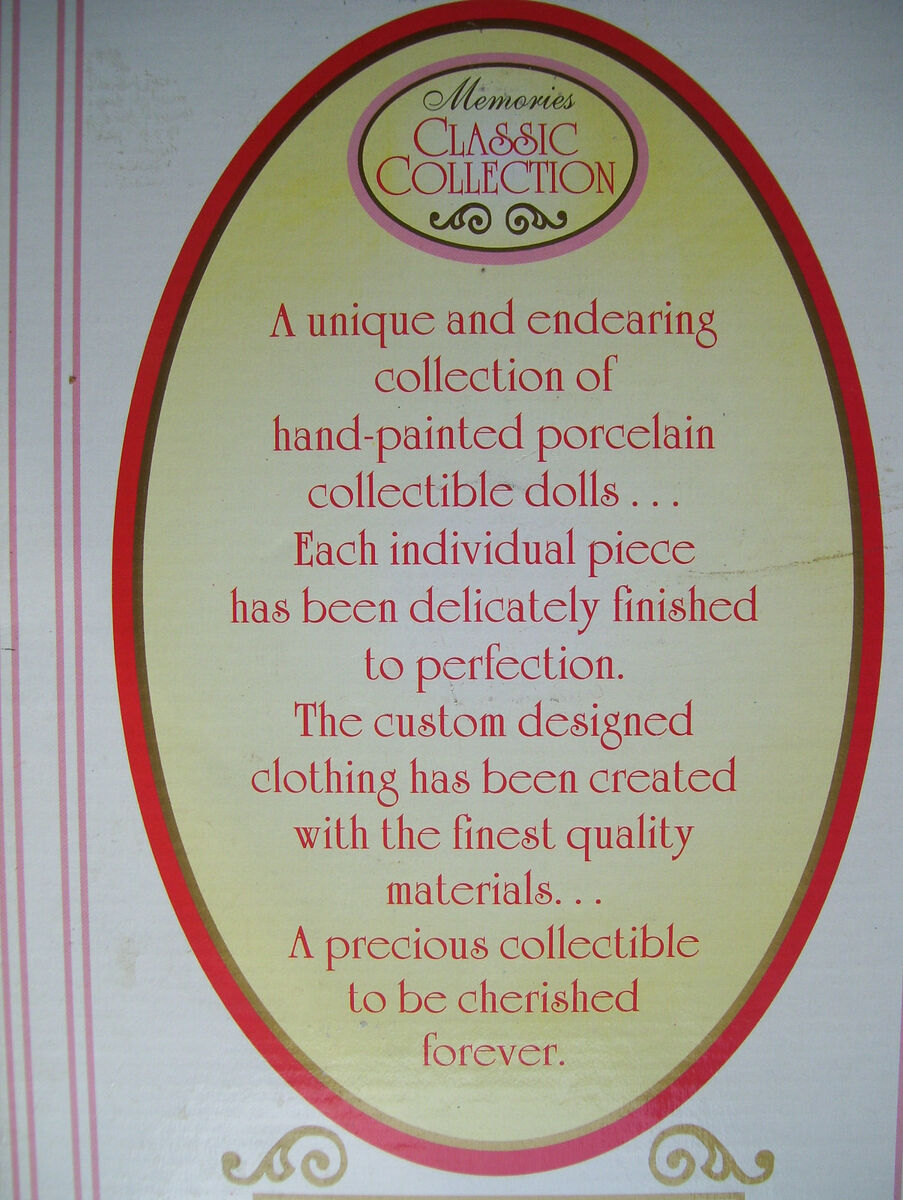 Memories
CLASSIC
COLLECTION
A unique and endearing
collection of
hand-painted porcelain
collectible dolls . . .
Each individual piece
has been delicately finished
to perfection.
The custom designed
clothing has been created
with the finest quality
materials. . .
A precious collectible
to be cherished
forever.